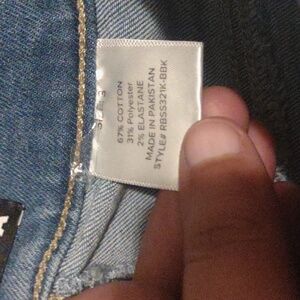 67% COTTON
31% Polyester
2% ELASTANE
MADE IN PAKISTAN
STYLE# RBSS321K-BBK